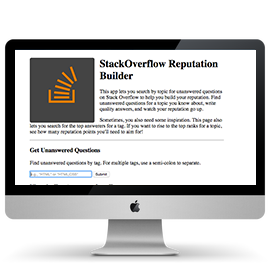 StackOverflow Reputation
Builder
This app lets you search by topic for unanswered questions
on Stack Overflow to help you build your reputation. Find
unanswered questions for a topic you know about, write
quality answers, and watch your reputation go up.
Sometimes, you also need some inspiration. This page also
lets you search for the top answerers for a tag. If you want to rise to the top ranks for a topic,
see how many reputation points you'll need to aim for!
Get Unanswered Questions
Find unanswered questions by tag. For multiple tags, use a semi-colon to separate.
Submit